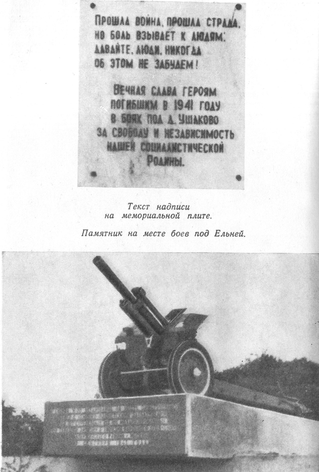 Прошла война, прошла страда,
но боль взывает к людям:
давайте, люди, никогда
об этом не забудем!
Вечная слава героям
погибшим в 1941 году
в боях под д. Ушаково
за свободу и независимость
нашей социалистической
Родины.
Текст надписи
на мемориальной плите.
Памятник на месте боев под Ельней.